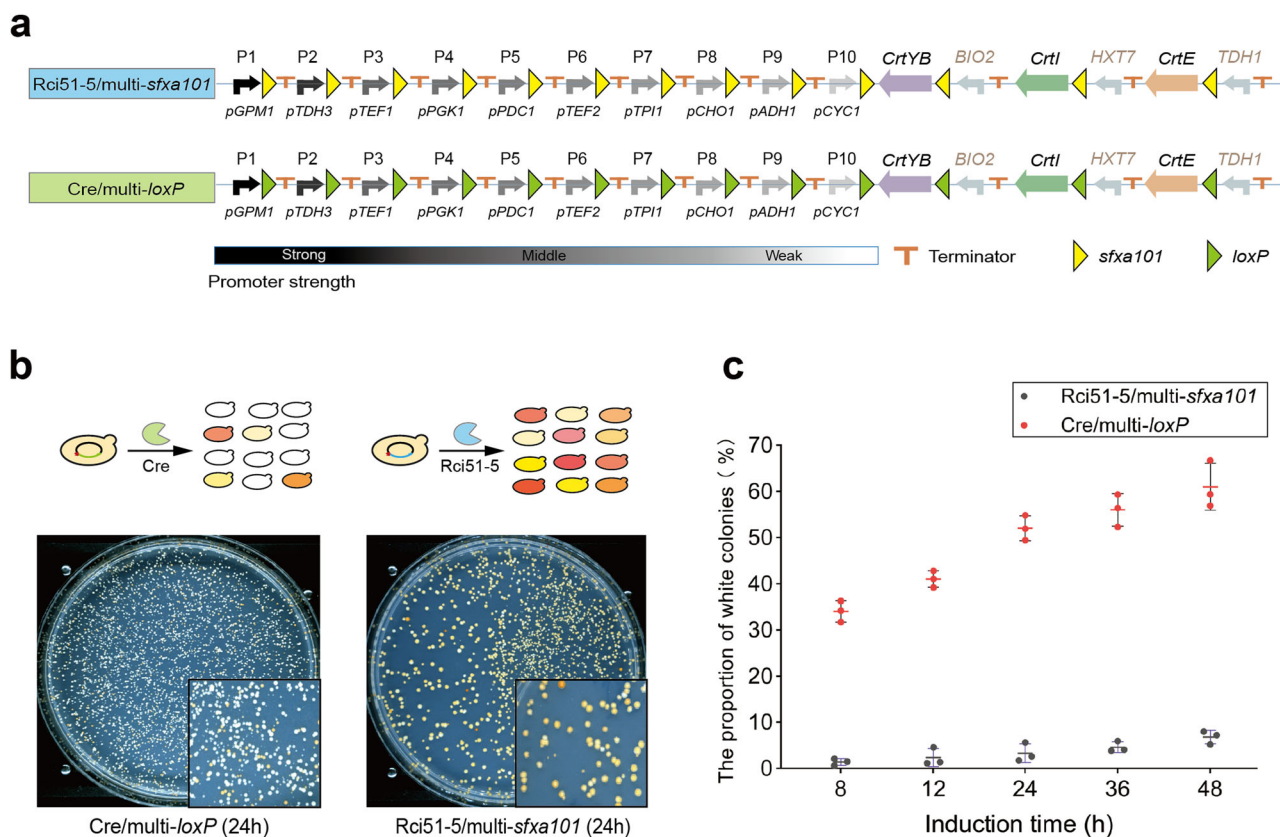 a
P1 P2 P3 P4 P5 P6 P7 P8 P9 P10 CrtYB BIO2 CrtI HXT7 CrtE TDH1
Rci51-5/multi-sfxa101
pGPM1 pTDH3 pTEF1 pPGK1 pPDC1 pTEF2 pTPI1 pCHO1 pADH1 pCYC1
P1 P2 P3 P4 P5 P6 P7 P8 P9 P10 CrtYB BIO2 CrtI HXT7 CrtE TDH1
Cre/multi-loxP
pGPM1 pTDH3 pTEF1 pPGK1 pPDC1 pTEF2 pTPI1 pCHO1 pADH1 pCYC1
Strong Middle Weak
Terminator sfxa101 loxP
Promoter strength
b
Cre
Rci51-5
Cre/multi-loxP (24h)
Rci51-5/multi-sfxa101 (24h)
c
Rci51-5/multi-sfxa101
Cre/multi-loxP
The proportion of white colonies ( %)
70
60
50
40
30
20
10
0
8 12 24 36 48
Induction time (h)